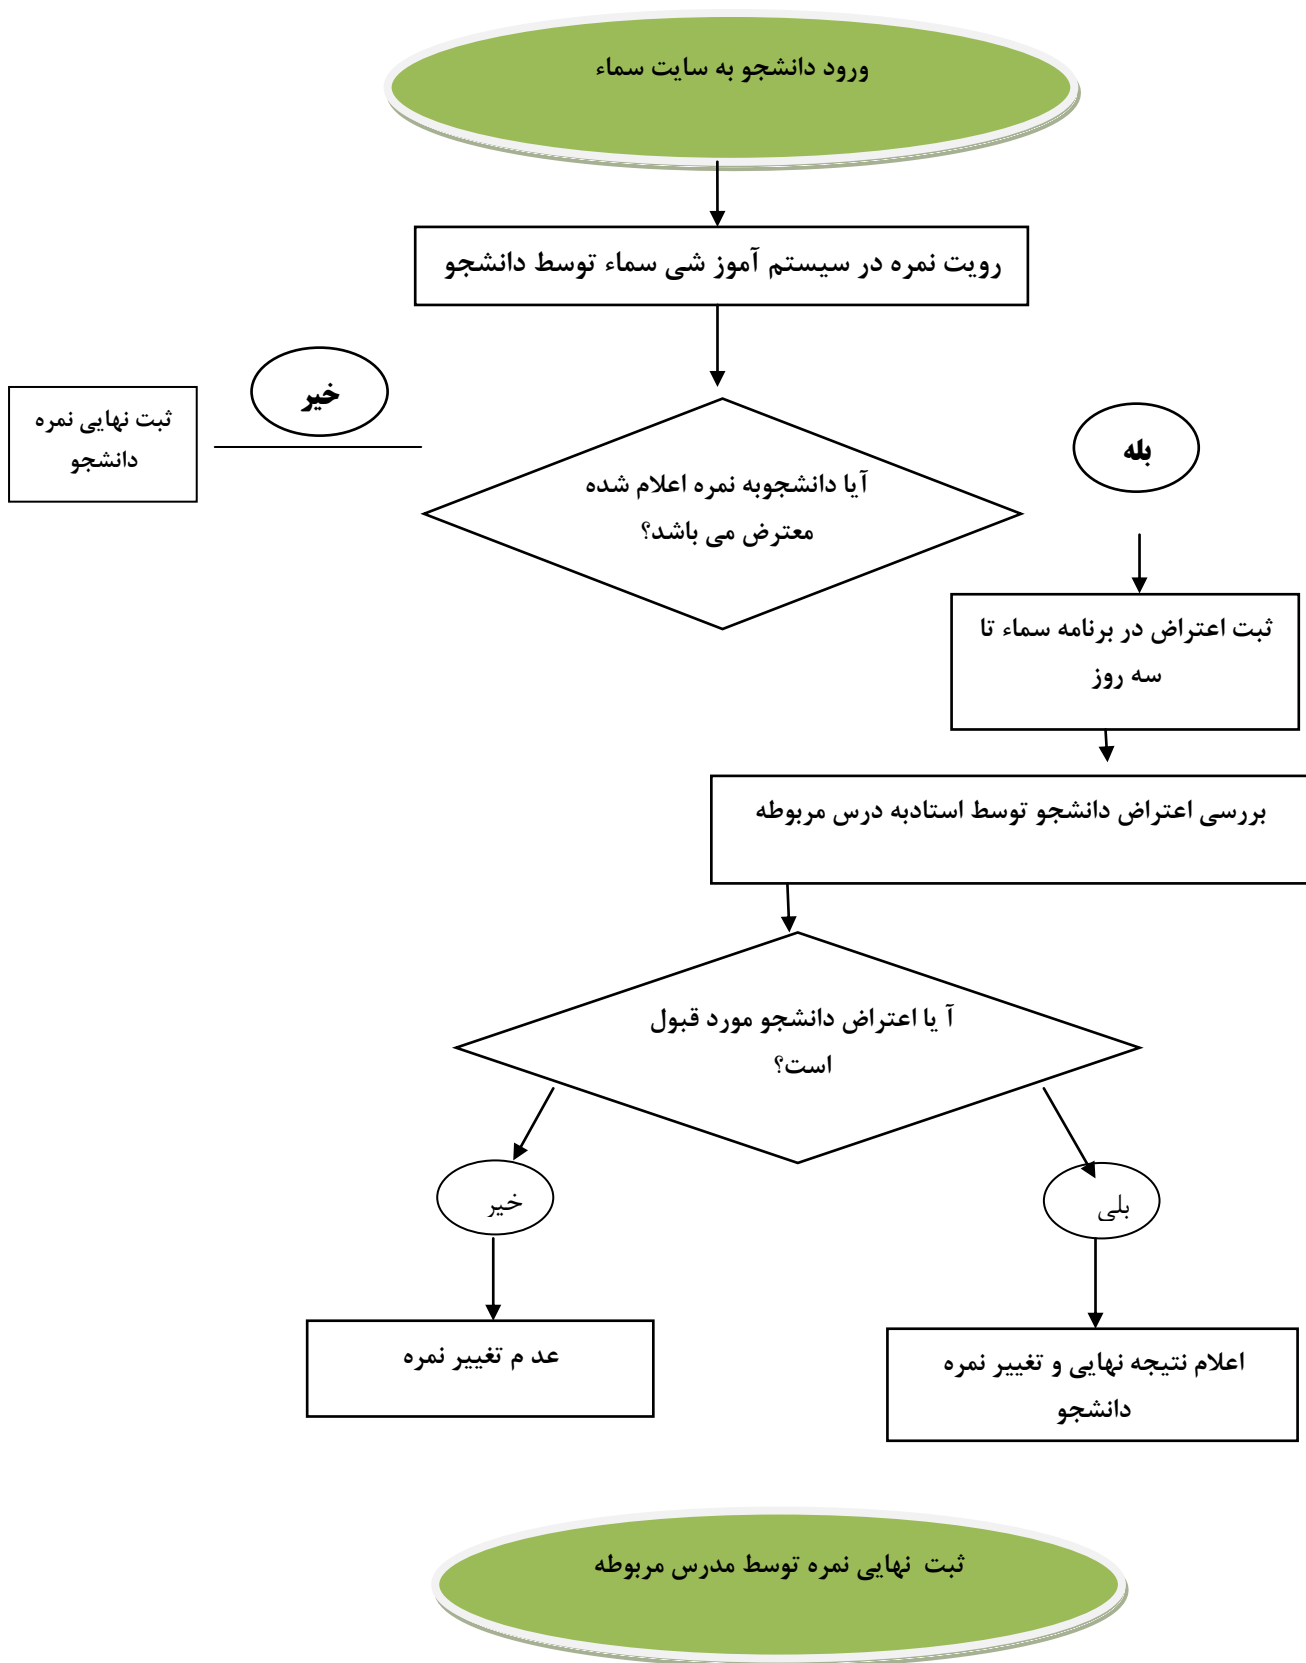 ورود دانشجو به سایت سماء
رویت نمره در سیستم آموز شی سماء توسط دانشجو
خیر
ثبت نهایی نمره
دانشجو
بله
آیا دانشجوبه نمره اعلام شده
معترض می باشد؟
ثبت اعتراض در برنامه سماء تا
سه روز
بررسی اعتراض دانشجو توسط استادبه درس مربوطه
آ یا اعتراض دانشجو مورد قبول
است؟
بلی
خیر
اعلام نتیجه نهایی و تغییر نمره
دانشجو
عد م تغییر نمره
ثبت نهایی نمره توسط مدرس مربوطه